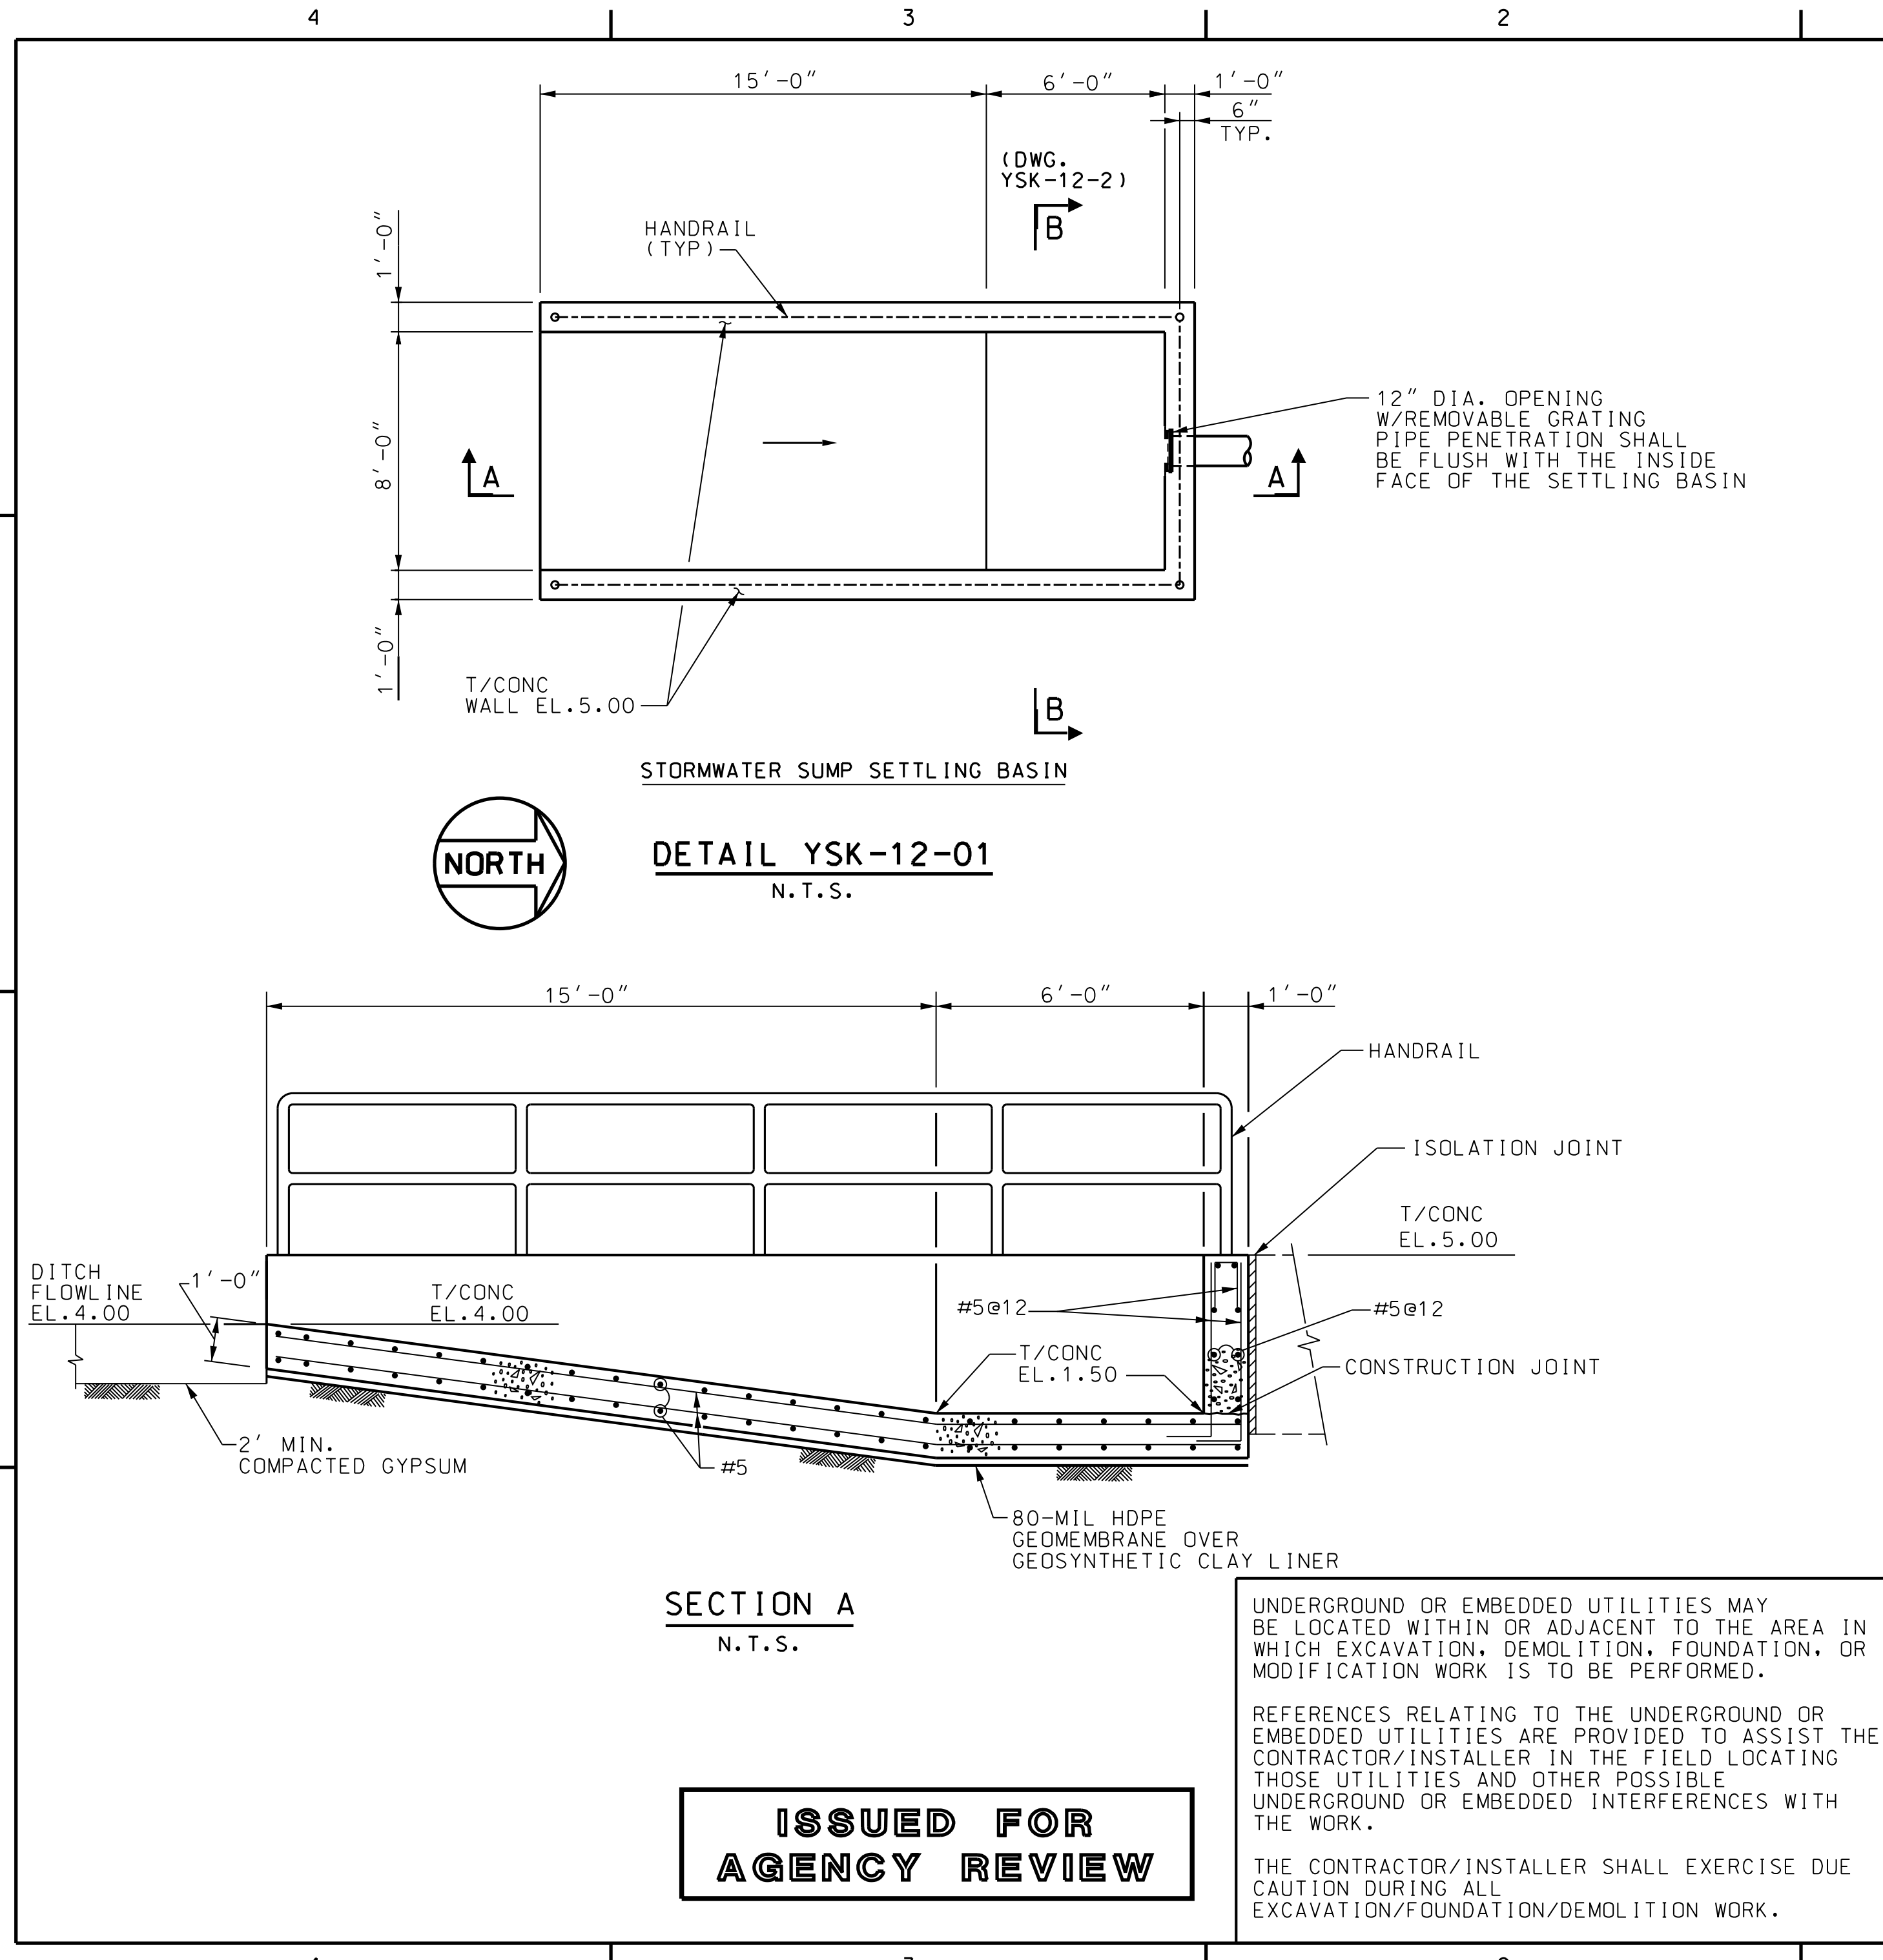 4
3
2
15'-0"
6'-0"
1'-0"
6"
TYP.
(DWG.
YSK-12-2)
B
HANDRAIL
(TYP)
1'-0"
8'-0"
1'-0"
A
A
12" DIA. OPENING
W/REMOVABLE GRATING
PIPE PENETRATION SHALL
BE FLUSH WITH THE INSIDE
FACE OF THE SETTLING BASIN
T/CONC
WALL EL.5.00
B
STORMWATER SUMP SETTLING BASIN
NORTH
DETAIL YSK-12-01
N.T.S.
15'-0"
6'-0"
1'-0"
HANDRAIL
ISOLATION JOINT
T/CONC
EL.5.00
DITCH
FLOWLINE
EL.4.00
1'-0"
T/CONC
EL.4.00
#5@12
#5@12
T/CONC
EL.1.50
CONSTRUCTION JOINT
2' MIN.
COMPACTED GYPSUM
#5
80-MIL HDPE
GEOMEMBRANE OVER
GEOSYNTHETIC CLAY LINER
SECTION A
N.T.S.
UNDERGROUND OR EMBEDDED UTILITIES MAY
BE LOCATED WITHIN OR ADJACENT TO THE AREA IN
WHICH EXCAVATION, DEMOLITION, FOUNDATION, OR
MODIFICATION WORK IS TO BE PERFORMED.
REFERENCES RELATING TO THE UNDERGROUND OR
EMBEDDED UTILITIES ARE PROVIDED TO ASSIST THE
CONTRACTOR/INSTALLER IN THE FIELD LOCATING
THOSE UTILITIES AND OTHER POSSIBLE
UNDERGROUND OR EMBEDDED INTERFERENCES WITH
THE WORK.
THE CONTRACTOR/INSTALLER SHALL EXERCISE DUE
CAUTION DURING ALL
EXCAVATION/FOUNDATION/DEMOLITION WORK.
ISSUED FOR
AGENCY REVIEW